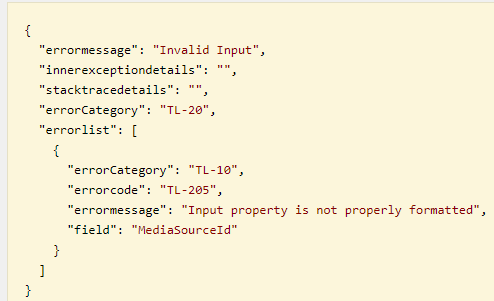 {
"errormessage": "Invalid Input",
"innerexceptiondetails": "",
"stacktracedetails": "",
"errorCategory": "TL-20",
"errorlist": [
{
"errorCategory": "TL-10",
"errorcode": "TL-205",
"errormessage": "Input property is not properly formatted",
"field": "MediaSourceId"
}
]
}